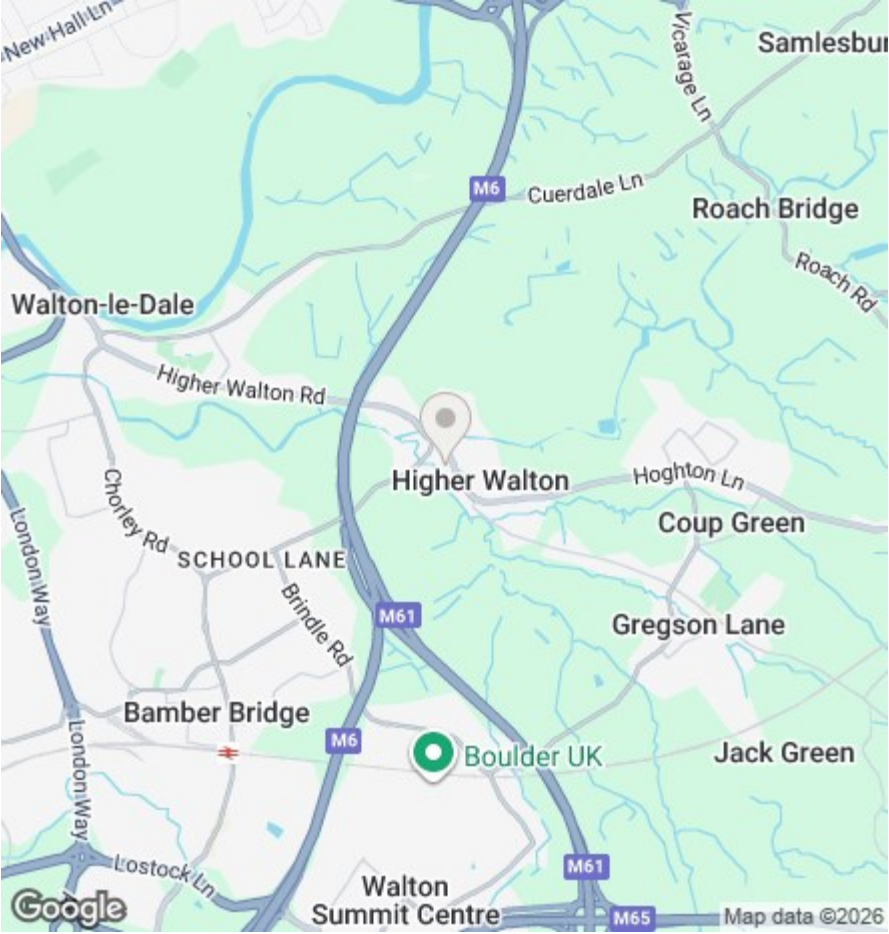 New Hall Ln
Vicarage Ln
Samlesbur
M6
Cuerdale Ln
Roach Bridge
Roach Rd
Walton-le-Dale
Higher Walton Rd
Higher Walton
Hoghton Ln
Chorley Rd
Coup Green
London Way
SCHOOL LANE
Brindle Rd
M61
Gregson Lane
Bamber Bridge
M6
London Way
Boulder UK
Jack Green
Lostock Ln
M61
Walton
Summit Centre
M65
Google
Map data ©2026